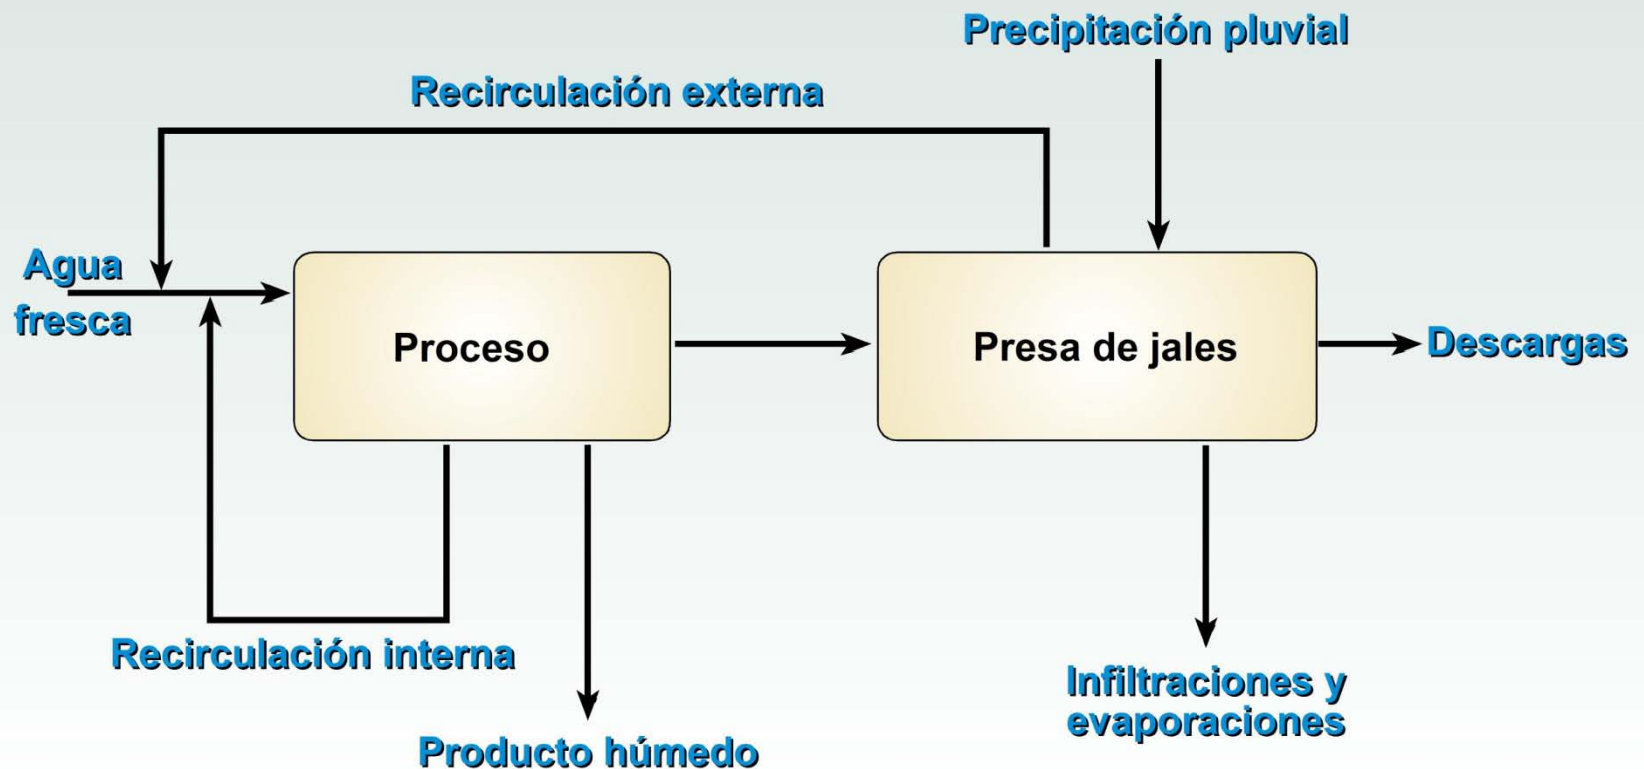 Precipitación pluvial
Recirculación externa
Agua
fresca
Proceso
Presa de jales
Descargas
Recirculación interna
Infiltraciones y
evaporaciones
Producto húmedo